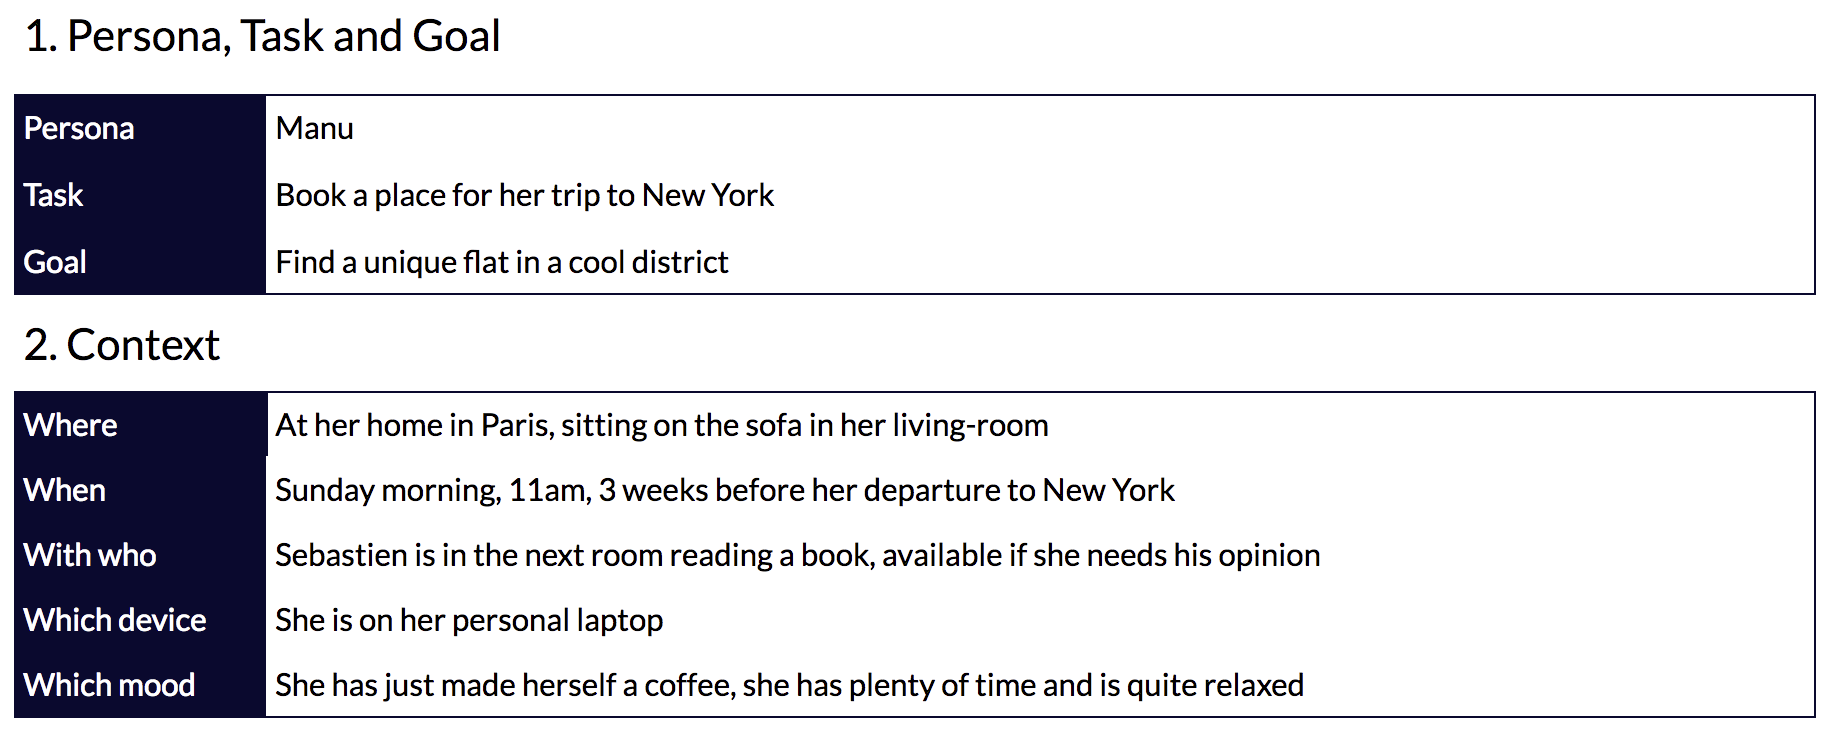 1. Persona, Task and Goal
Persona Manu
Task Book a place for her trip to New York
Goal Find a unique flat in a cool district
2. Context
Where At her home in Paris, sitting on the sofa in her living-room
When Sunday morning, 11am, 3 weeks before her departure to New York
With who Sebastien is in the next room reading a book, available if she needs his opinion
Which device She is on her personal laptop
Which mood She has just made herself a coffee, she has plenty of time and is quite relaxed